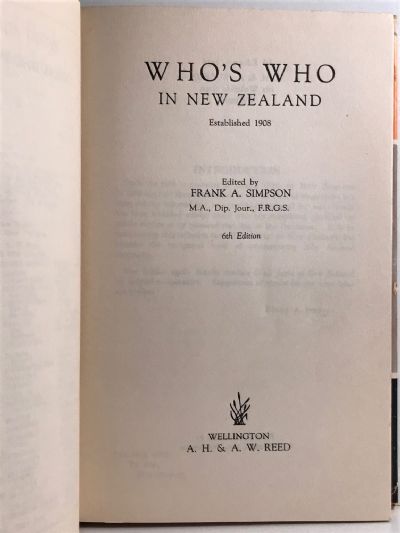 WHO'S WHO
IN NEW ZEALAND
Established 1908
Edited by
FRANK A. SIMPSON
M.A., Dip. Jour., F.R.G.S.
6th Edition
WELLINGTON
A. H. & A. W. REED